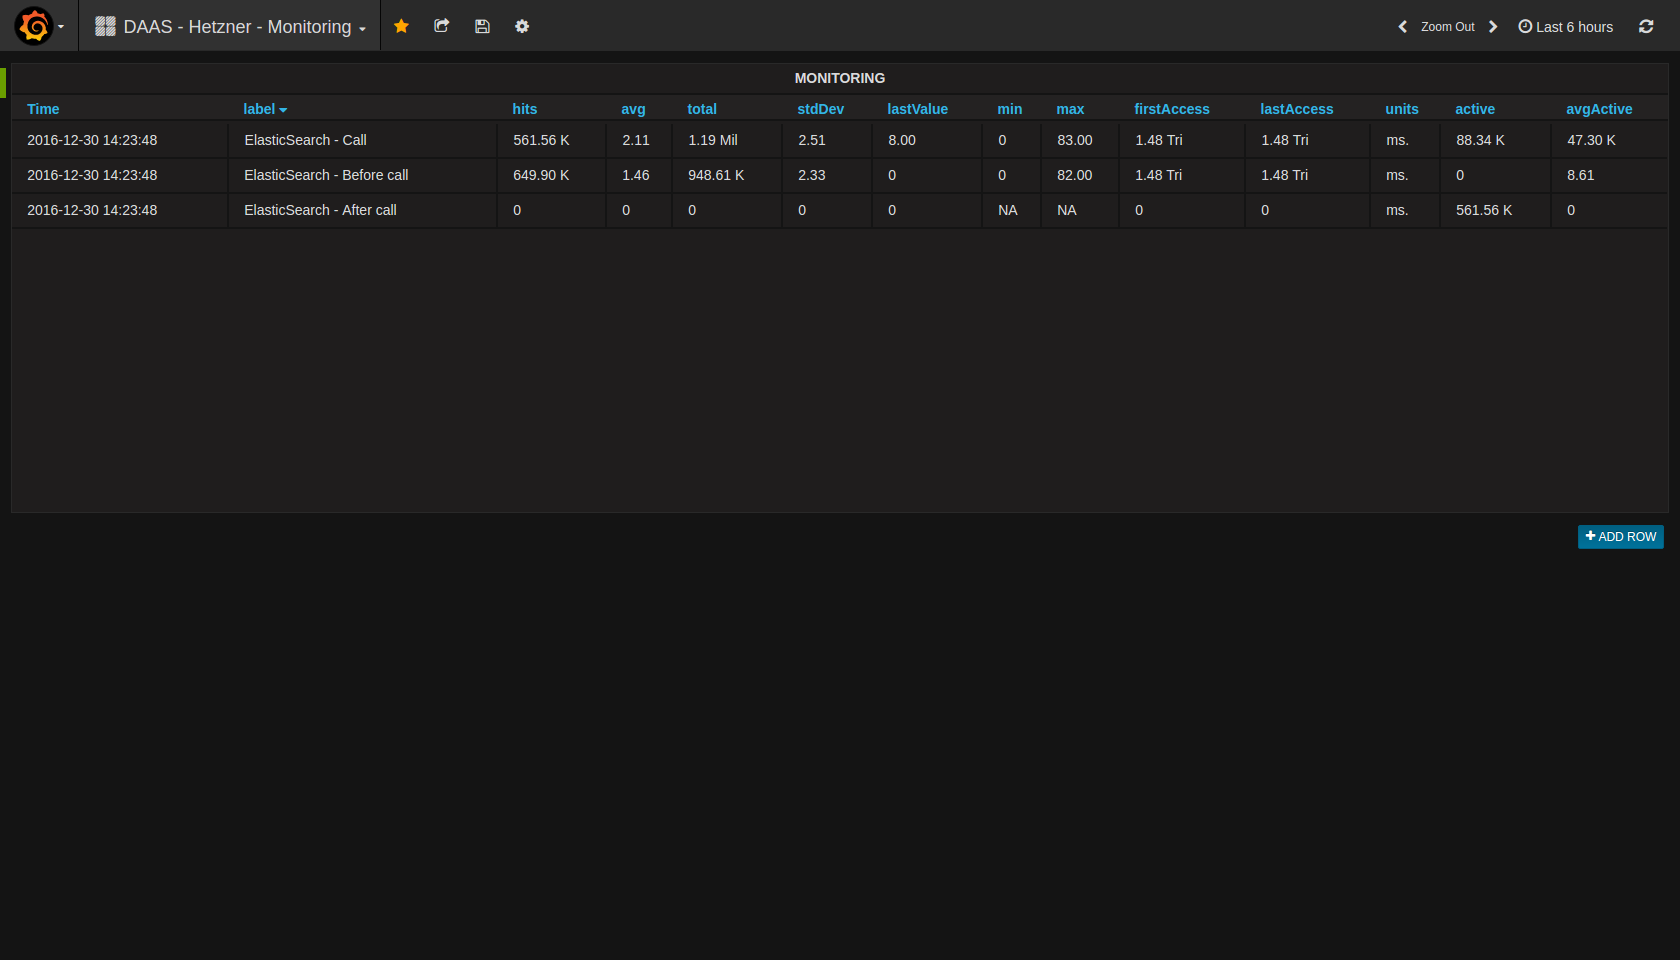 DAAS - Hetzner - Monitoring Zoom Out Last 6 hours
MONITORING
Time label hits avg total stdDev lastValue min max firstAccess lastAccess units active avgActive
2016-12-30 14:23:48 ElasticSearch - Call 561.56 K 2.11 1.19 Mil 2.51 8.00 0 83.00 1.48 Tri 1.48 Tri ms. 88.34 K 47.30 K
2016-12-30 14:23:48 ElasticSearch - Before call 649.90 K 1.46 948.61 K 2.33 0 0 82.00 1.48 Tri 1.48 Tri ms. 0 8.61
2016-12-30 14:23:48 ElasticSearch - After call 0 0 0 0 0 NA NA 0 0 ms. 561.56 K 0
ADD ROW